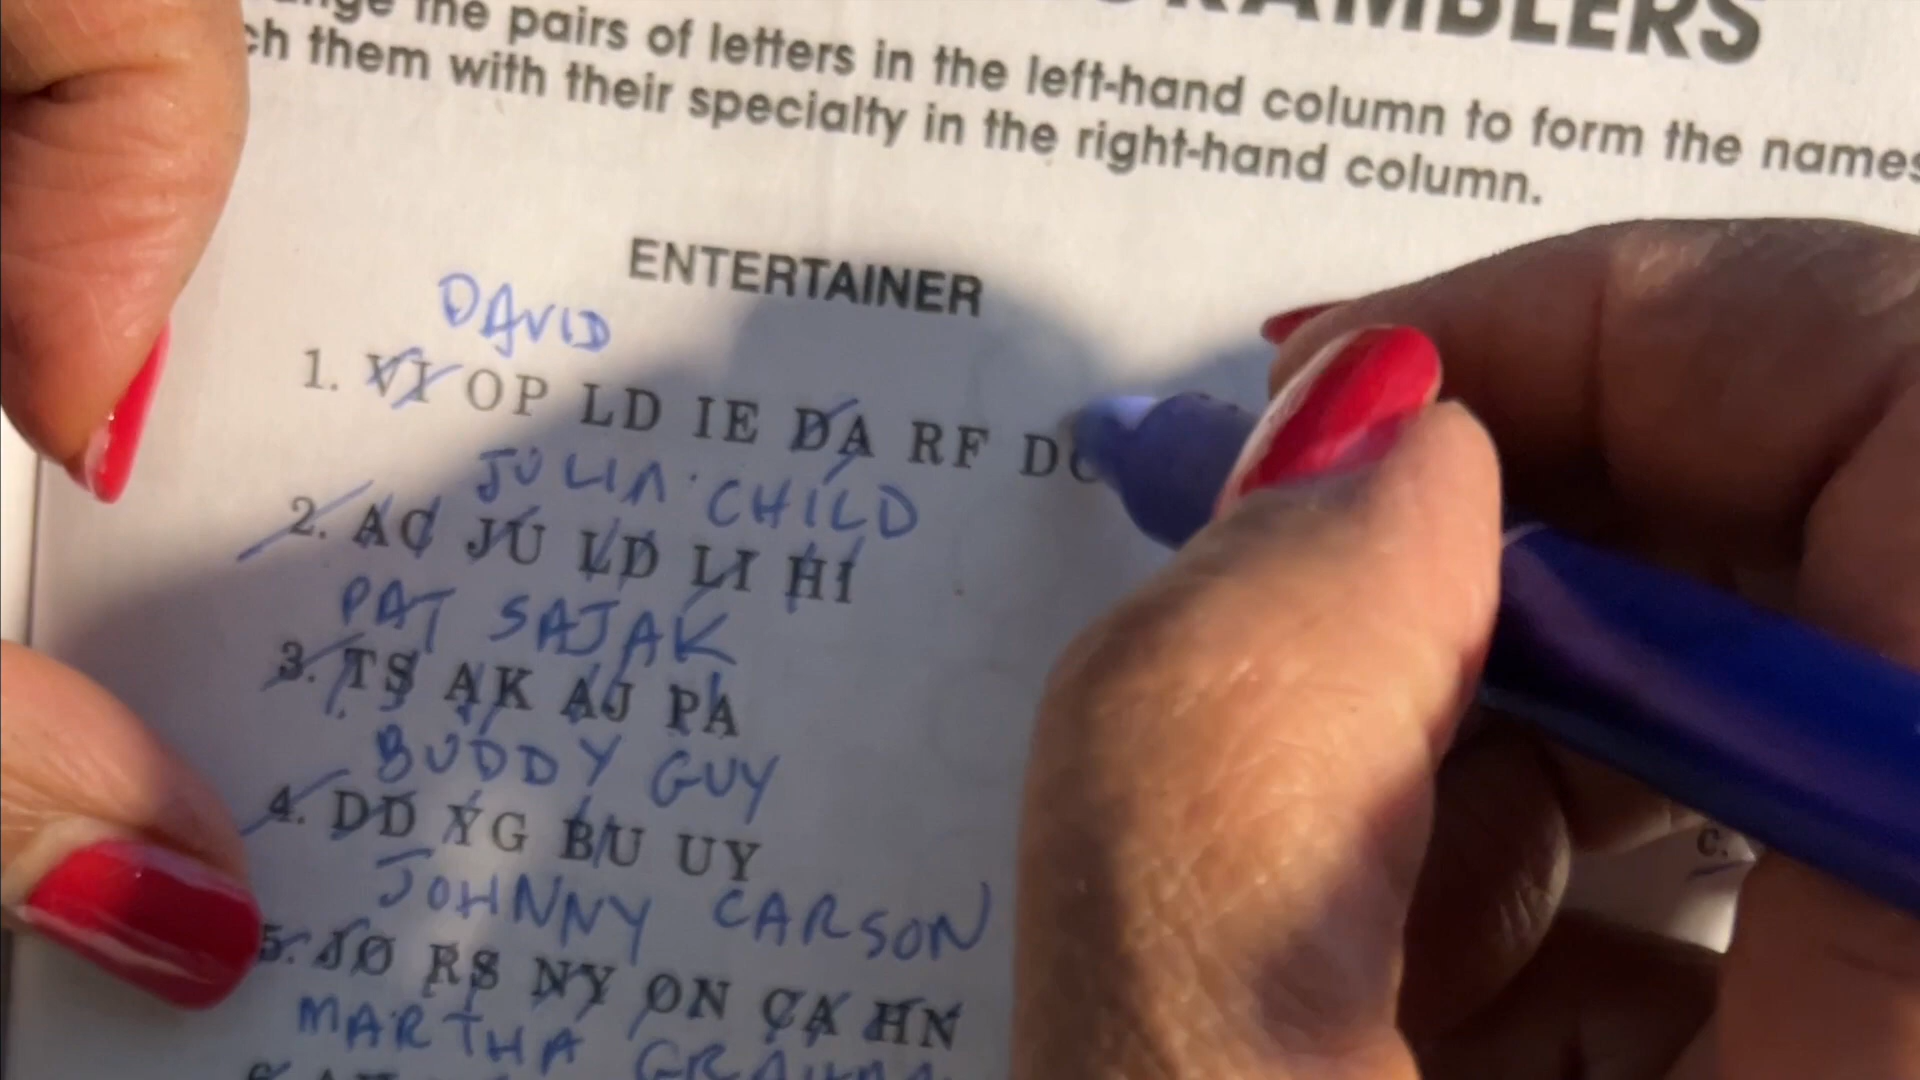 the pairs of letters in the left-hand column to form the names
them with their specialty in the right-hand column.
ENTERTAINER
DAVID
1. VI OP LD IE DA RF
JULIA CHILD
2. AC JU LD LI HI
PAT SAJAK
3. TS AK AJ PA
BUDDY GUY
4. DD YG BU UY
JOHNNY CARSON
5. JO RS NY ON CA HN
MARTHA
C.